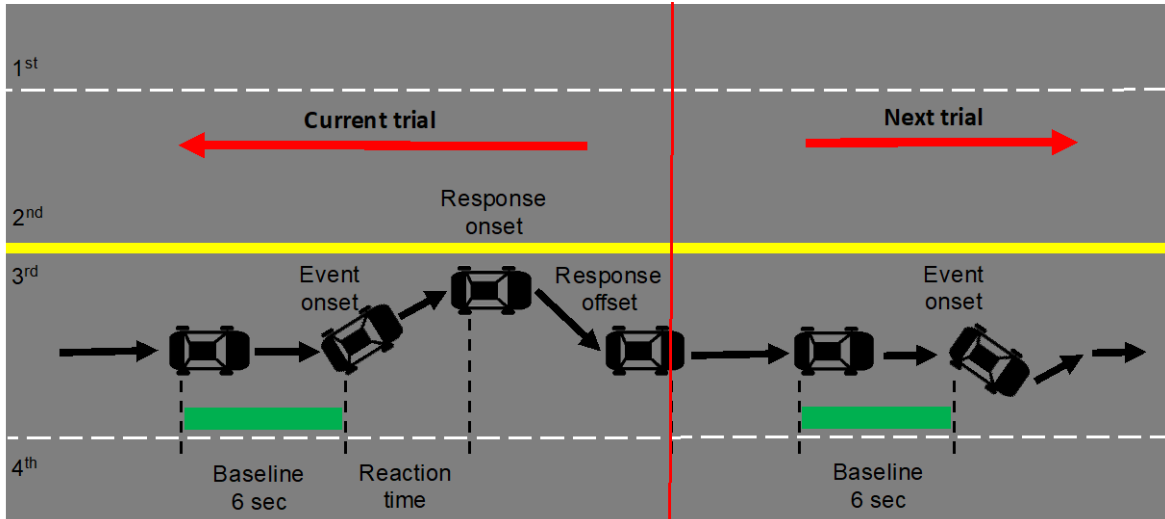 1st
Current trial
Next trial
2nd
Response
onset
3rd
Event
onset
Response
offset
Event
onset
4th
Baseline
6 sec
Reaction
time
Baseline
6 sec